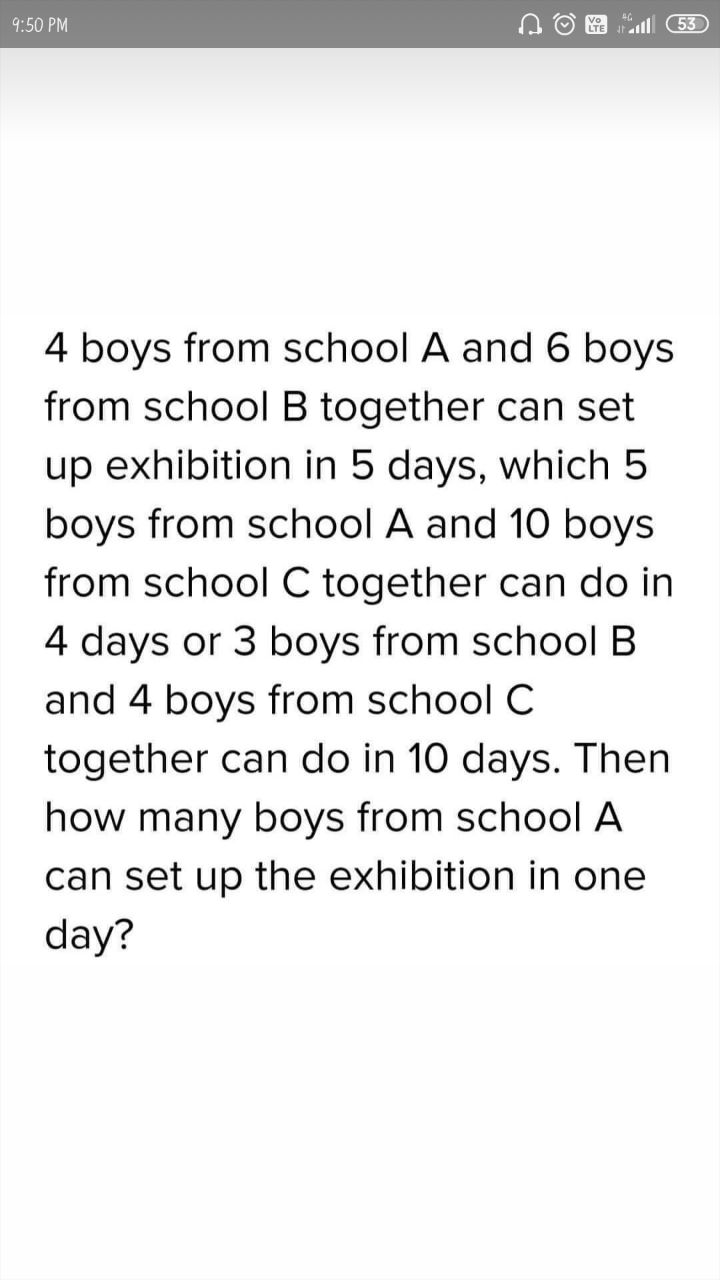 9:50 PM Vo LTE 4G 53
4 boys from school A and 6 boys
from school B together can set
up exhibition in 5 days, which 5
boys from school A and 10 boys
from school C together can do in
4 days or 3 boys from school B
and 4 boys from school C
together can do in 10 days. Then
how many boys from school A
can set up the exhibition in one
day?